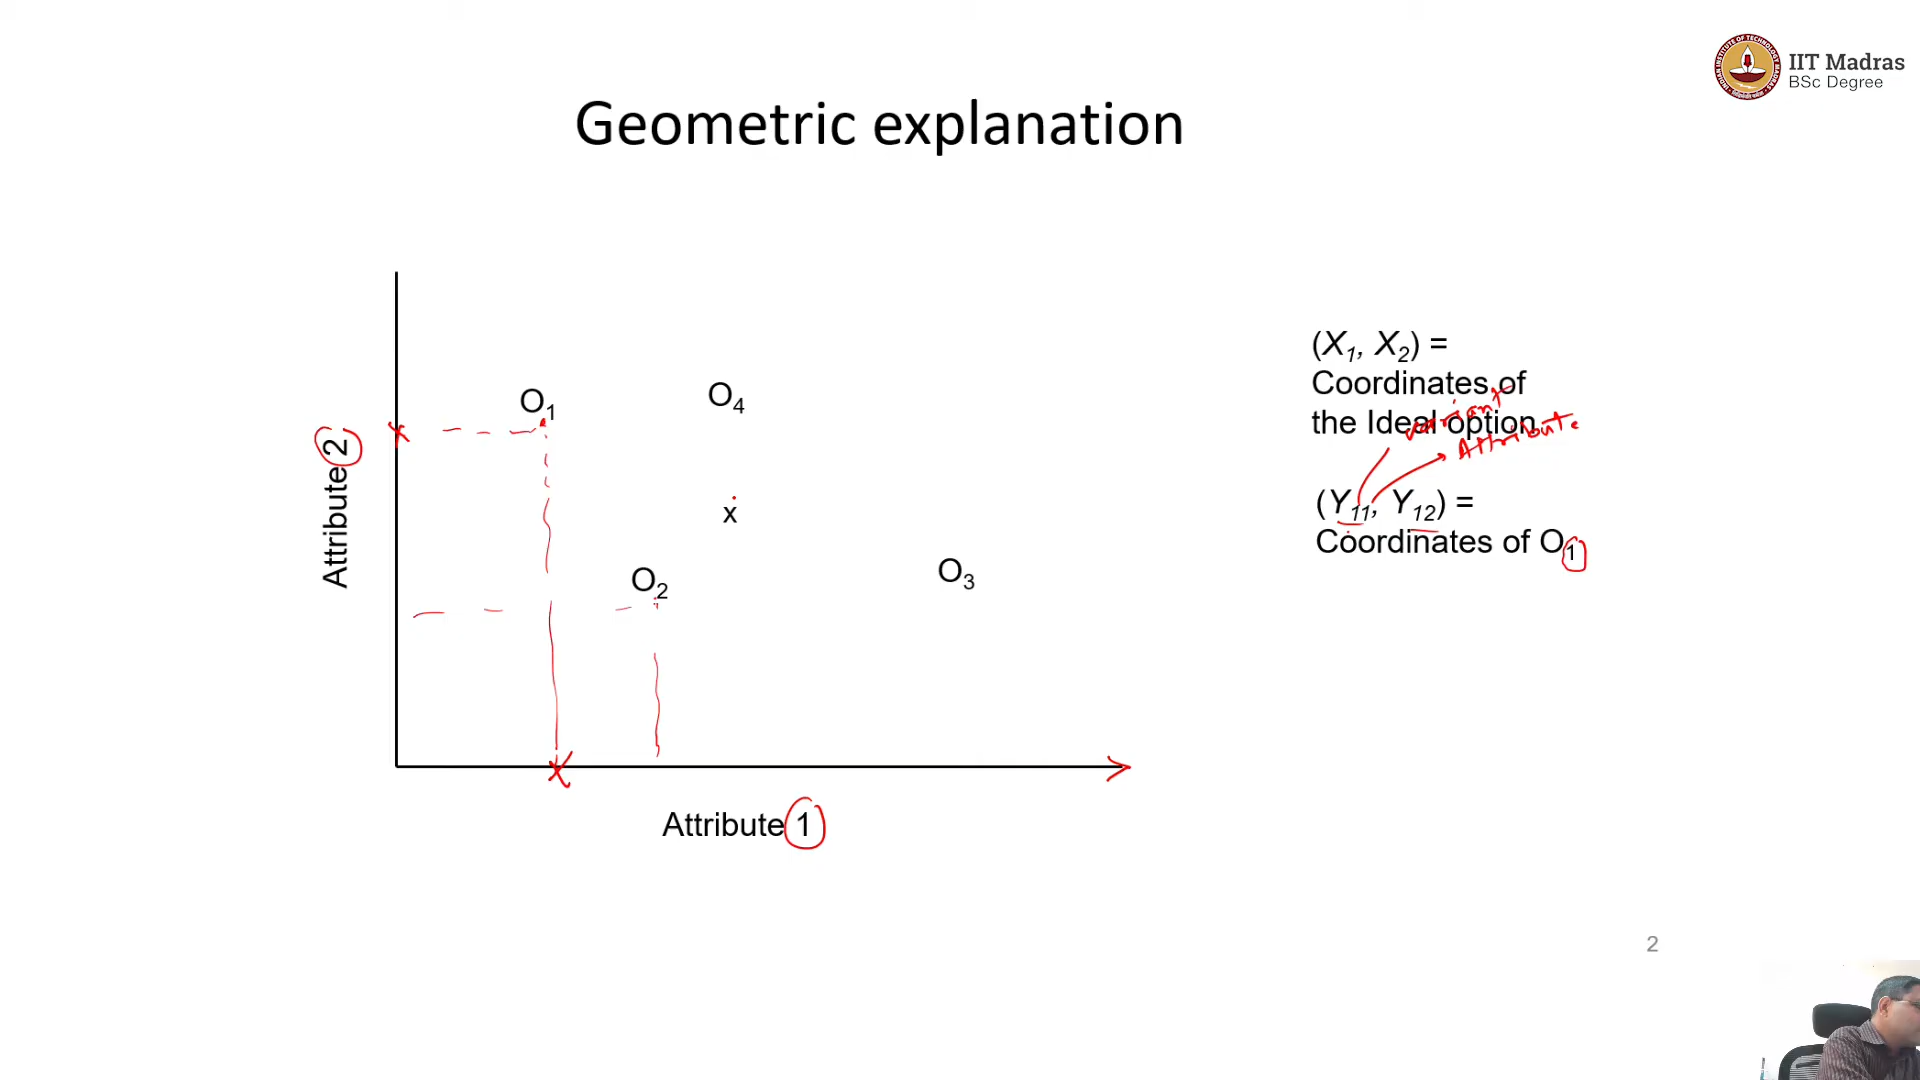 IIT Madras
BSc Degree
Geometric explanation
Attribute 2
O1
O4
x
O2
O3
Attribute 1
(X1, X2) =
Coordinates of
the Ideal option
variant
Attribute
(Y11, Y12) =
Coordinates of O1
2